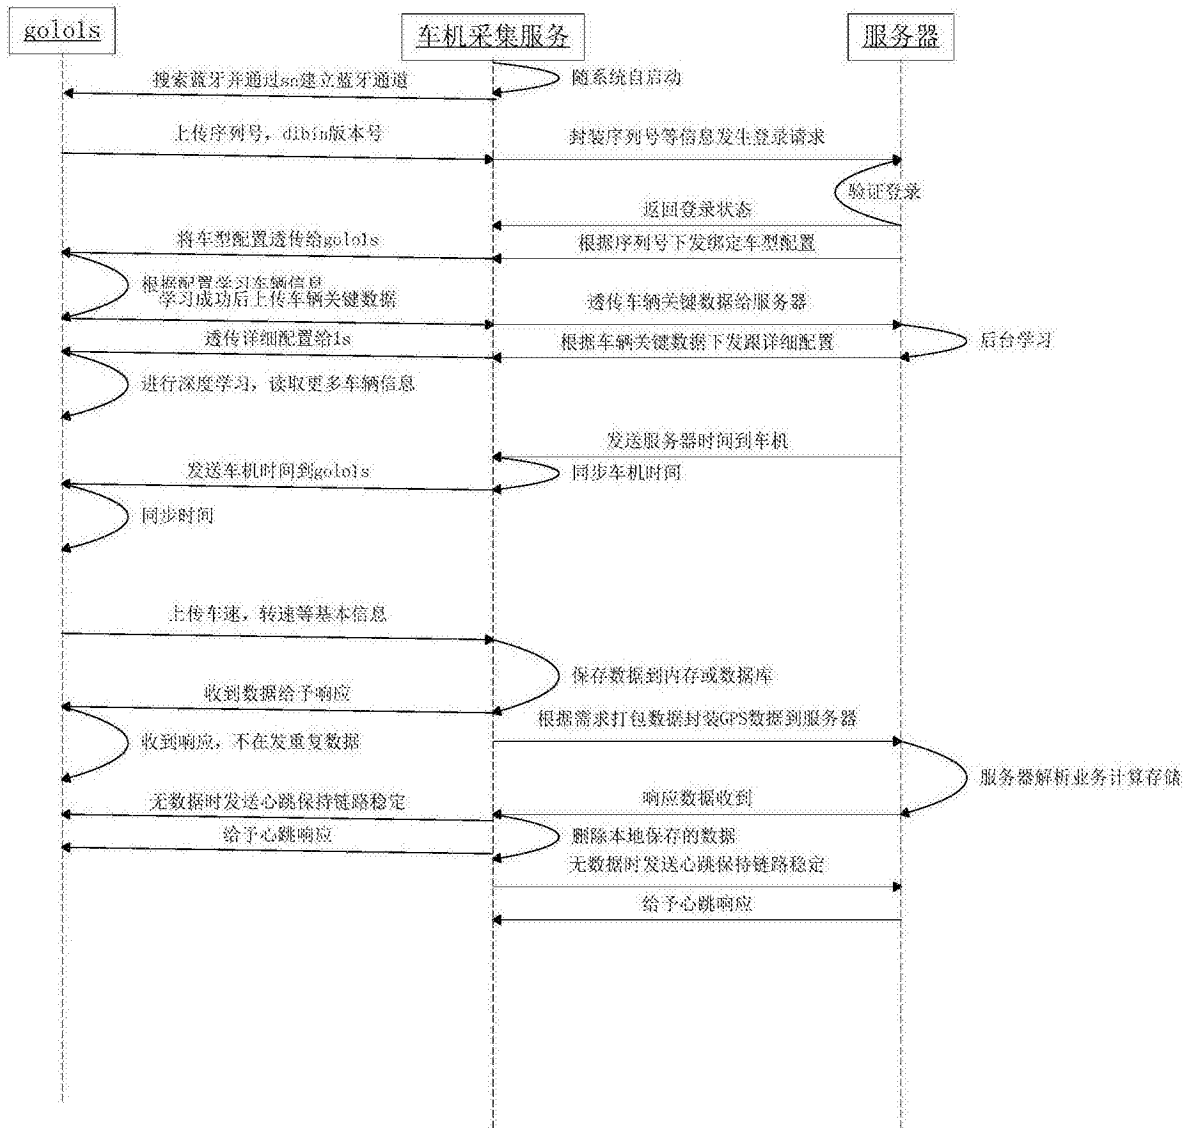 golo1s
车机采集服务
服务器
随系统自启动
搜索蓝牙并通过sn建立蓝牙通道
上传序列号，dibin版本号
封装序列号等信息发生登录请求
验证登录
返回登录状态
将车型配置透传给golo1s
根据序列号下发绑定车型配置
根据配置学习车辆信息
学习成功后上传车辆关键数据
透传车辆关键数据给服务器
透传详细配置给1s
根据车辆关键数据下发跟详细配置
后台学习
进行深度学习，读取更多车辆信息
发送服务器时间到车机
发送车机时间到golo1s
同步车机时间
同步时间
上传车速，转速等基本信息
保存数据到内存或数据库
收到数据给予响应
根据需求打包数据封装GPS数据到服务器
收到响应，不在发重复数据
服务器解析业务计算存储
无数据时发送心跳保持链路稳定
响应数据收到
给予心跳响应
删除本地保存的数据
无数据时发送心跳保持链路稳定
给予心跳响应